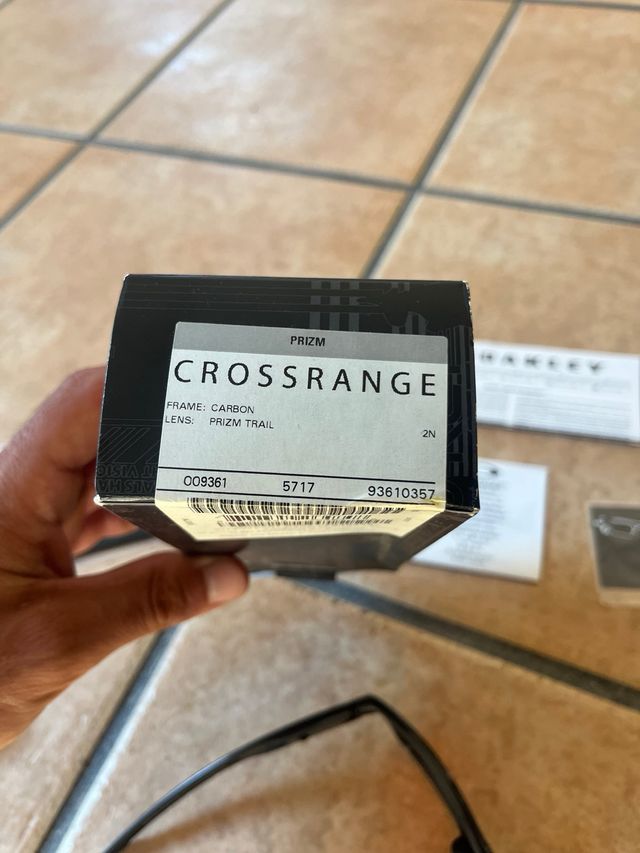 PRIZM
CROSSRANGE
FRAME: CARBON
LENS: PRIZM TRAIL
2N
OO9361 5717 93610357
OAKLEY